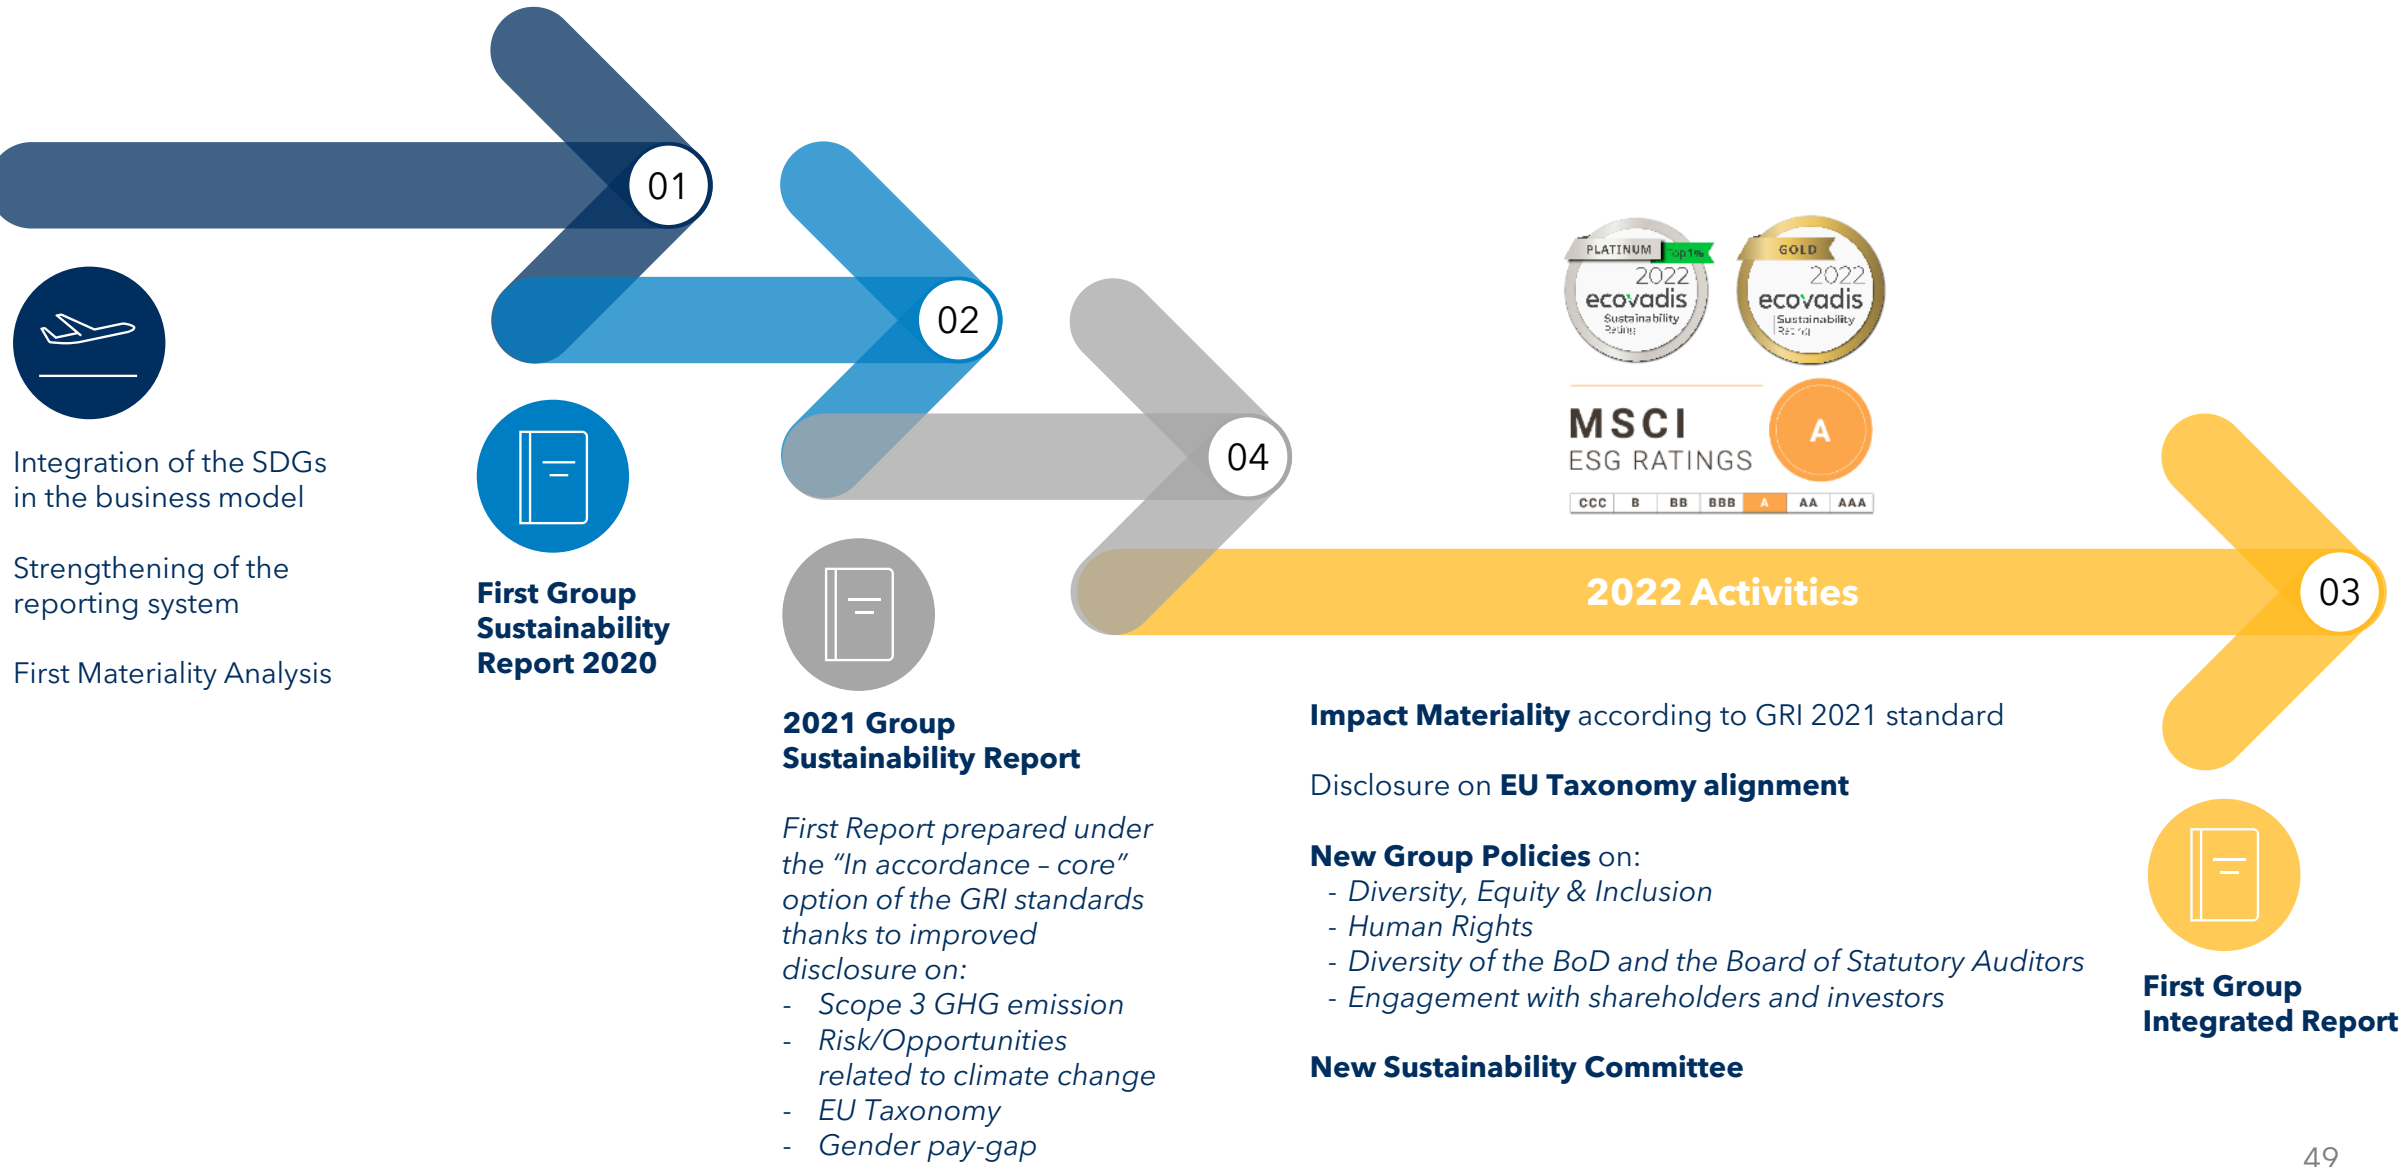 01
Integration of the SDGs
in the business model
Strengthening of the
reporting system
First Materiality Analysis
02
First Group
Sustainability
Report 2020
04
2021 Group
Sustainability Report
First Report prepared under
the “In accordance – core”
option of the GRI standards
thanks to improved
disclosure on:
- Scope 3 GHG emission
- Risk/Opportunities
related to climate change
- EU Taxonomy
- Gender pay-gap
PLATINUM Top 1%
2022
ecovadis
Sustainability
Rating
GOLD
2022
ecovadis
Sustainability
Rating
MSCI
ESG RATINGS
A
CCC B BB BBB A AA AAA
2022 Activities
03
Impact Materiality according to GRI 2021 standard
Disclosure on EU Taxonomy alignment
New Group Policies on:
- Diversity, Equity & Inclusion
- Human Rights
- Diversity of the BoD and the Board of Statutory Auditors
- Engagement with shareholders and investors
New Sustainability Committee
First Group
Integrated Report
49